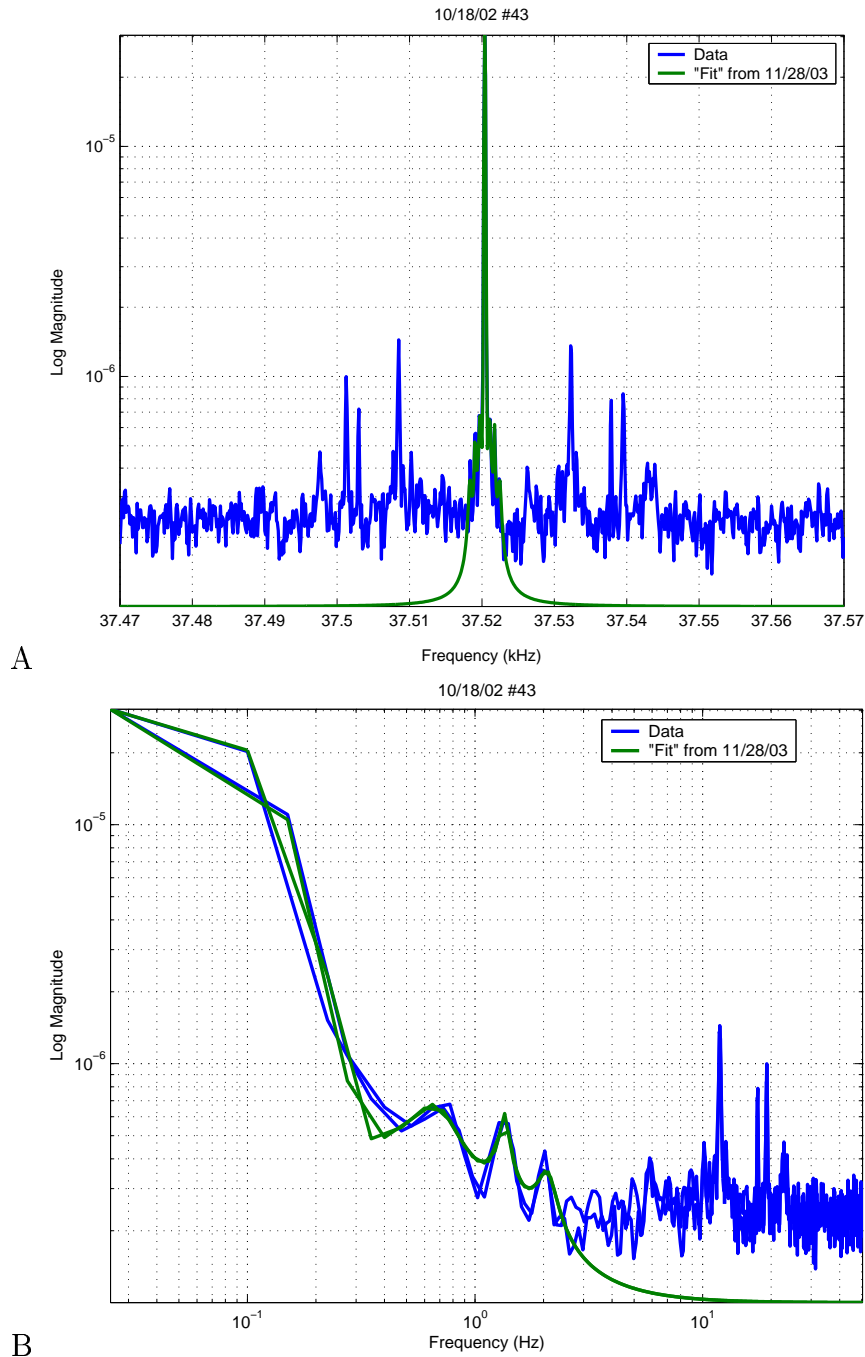 10/18/02 #43
Data
"Fit" from 11/28/03
10⁻⁵
10⁻⁶
Log Magnitude
37.47 37.48 37.49 37.5 37.51 37.52 37.53 37.54 37.55 37.56 37.57
Frequency (kHz)
A
10/18/02 #43
Data
"Fit" from 11/28/03
10⁻⁵
10⁻⁶
Log Magnitude
10⁻¹ 10⁰ 10¹
Frequency (Hz)
B